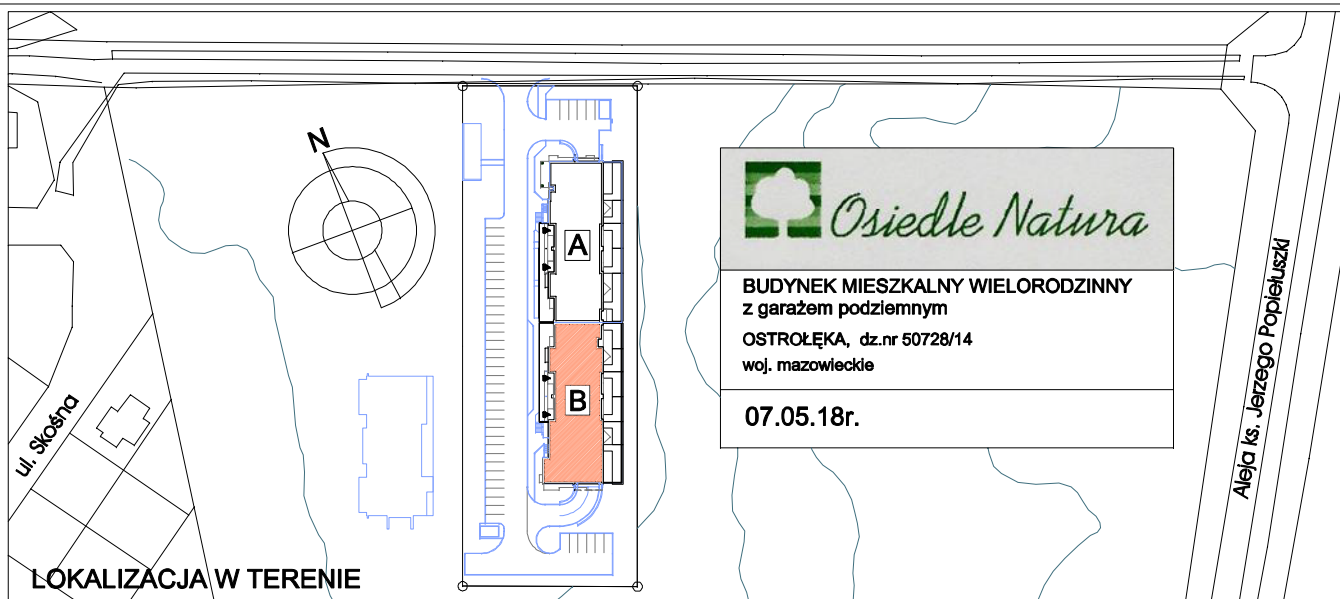 N
A
B
Osiedle Natura
BUDYNEK MIESZKALNY WIELORODZINNY
z garażem podziemnym
OSTROŁĘKA, dz.nr 50728/14
woj. mazowieckie
07.05.18r.
ul. Skośna
Aleja ks. Jerzego Popiełuszki
LOKALIZACJA W TERENIE